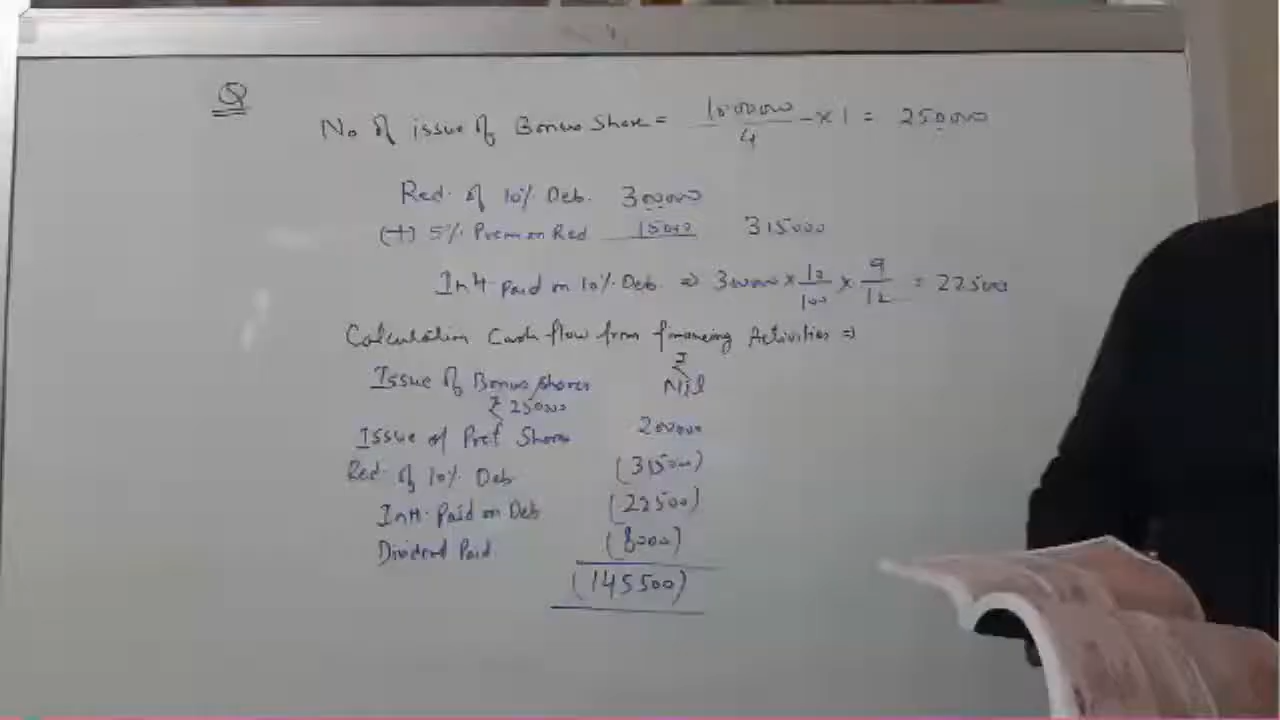 Q
No of issue of Bonus Share = 1000000/4 × 1 = 250000
Red. of 10% Deb. 300000
(+) 5% Prem on Red 15000 315000
Intt. Paid on 10% Deb. ⇒ 300000 × 10/100 × 9/12 = 22500
Calculation Cash flow from financing Activities ⇒
₹
Issue of Bonus shares Nil
₹ 250000
Issue of Pref Shares 200000
Red. of 10% Deb (315000)
Intt. Paid on Deb (22500)
Dividend Paid (8000)
(145500)